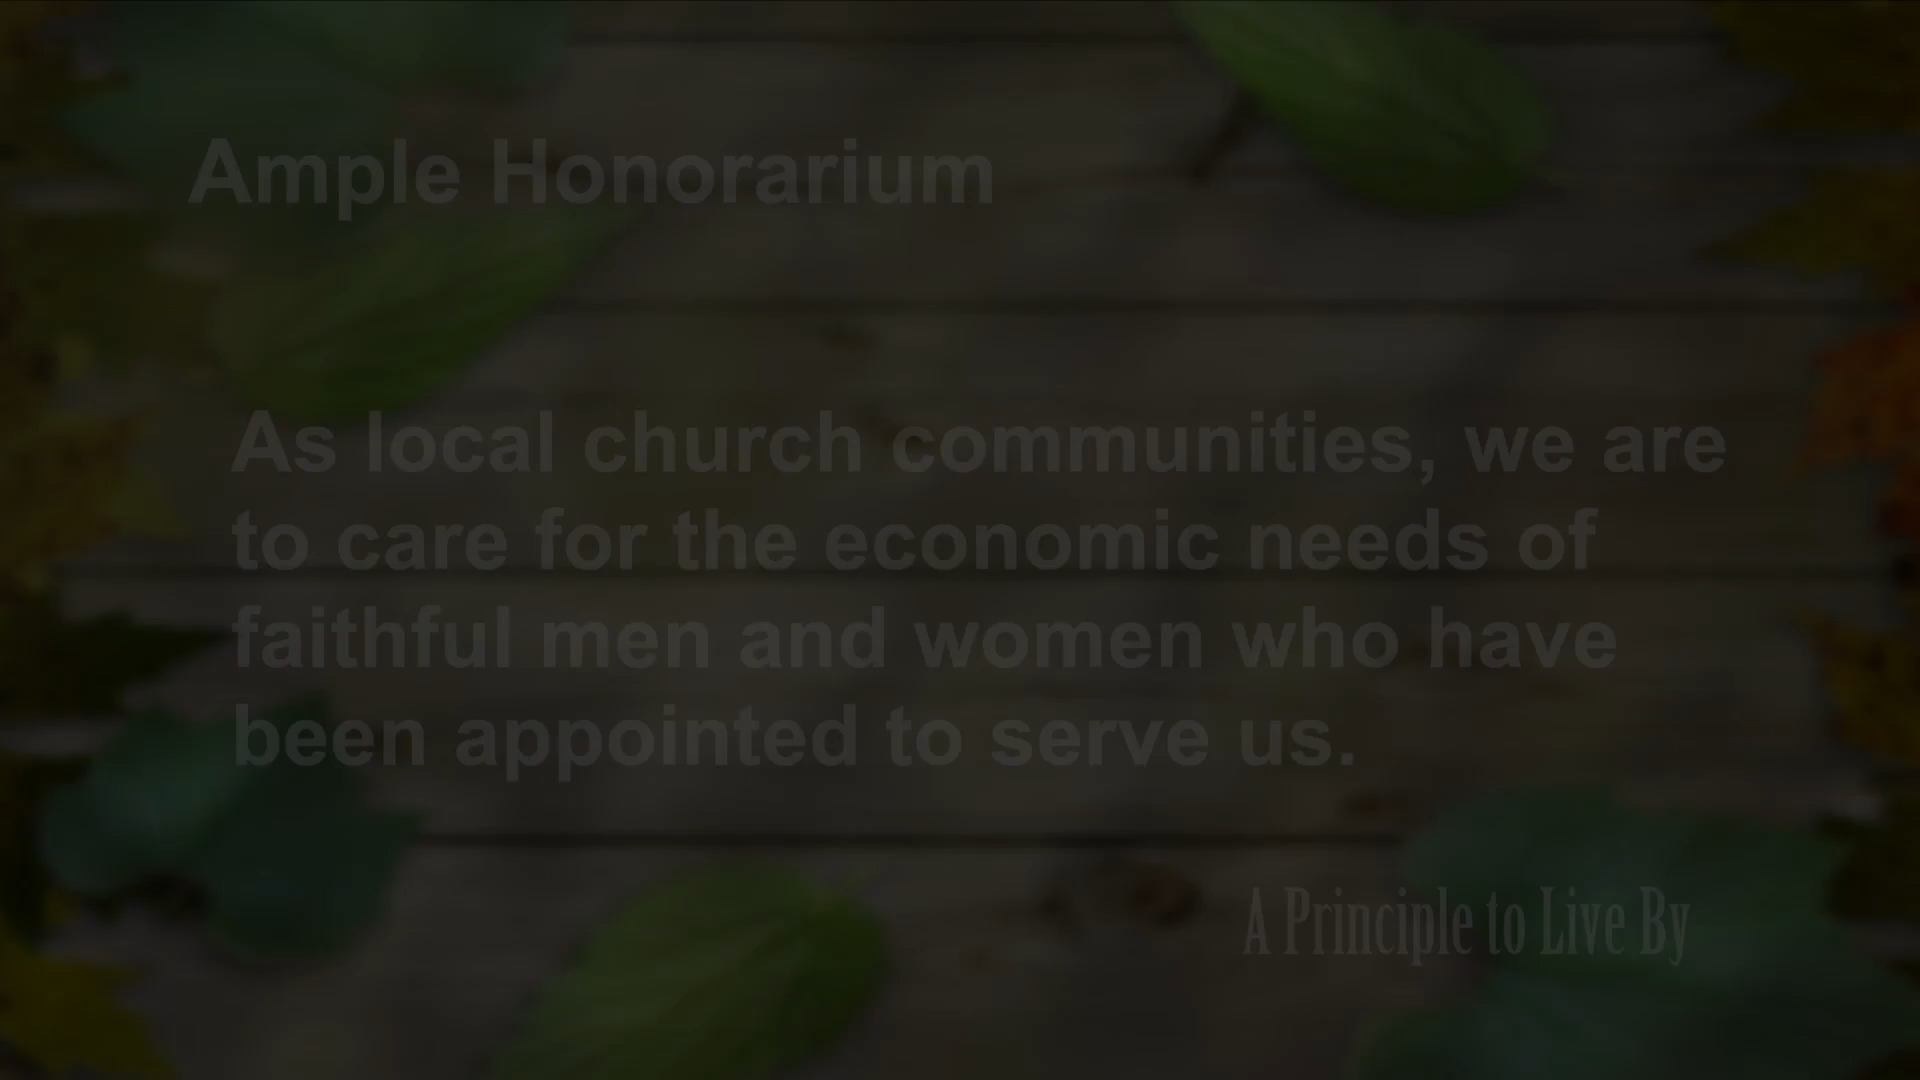 Ample Honorarium
As local church communities, we are
to care for the economic needs of
faithful men and women who have
been appointed to serve us.
A Principle to Live By